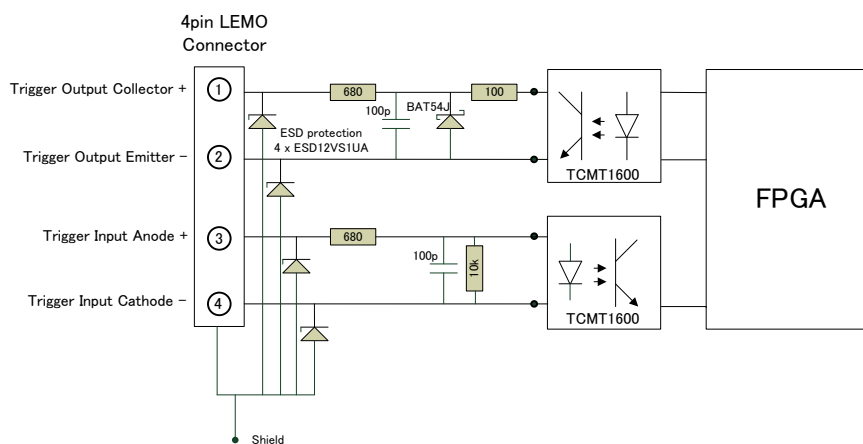 4pin LEMO
Connector
Trigger Output Collector +
1
680
100p
BAT54J
100
ESD protection
4 x ESD12VS1UA
Trigger Output Emitter -
2
TCMT1600
FPGA
Trigger Input Anode +
3
680
100p
10k
Trigger Input Cathode -
4
TCMT1600
Shield